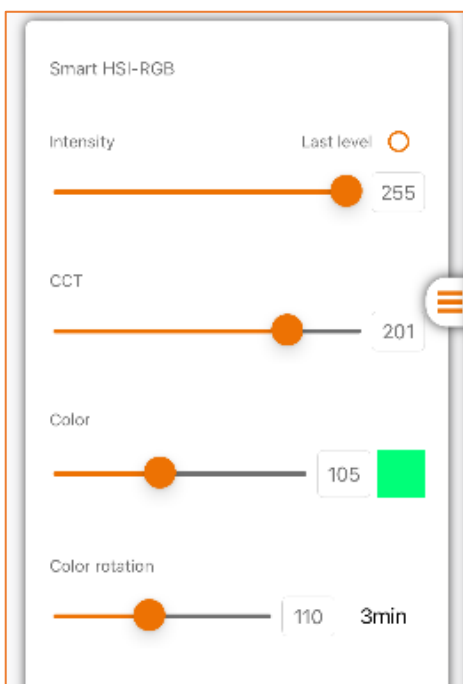 Smart HSI-RGB
Intensity Last level
255
CCT
201
Color
105
Color rotation
110 3min